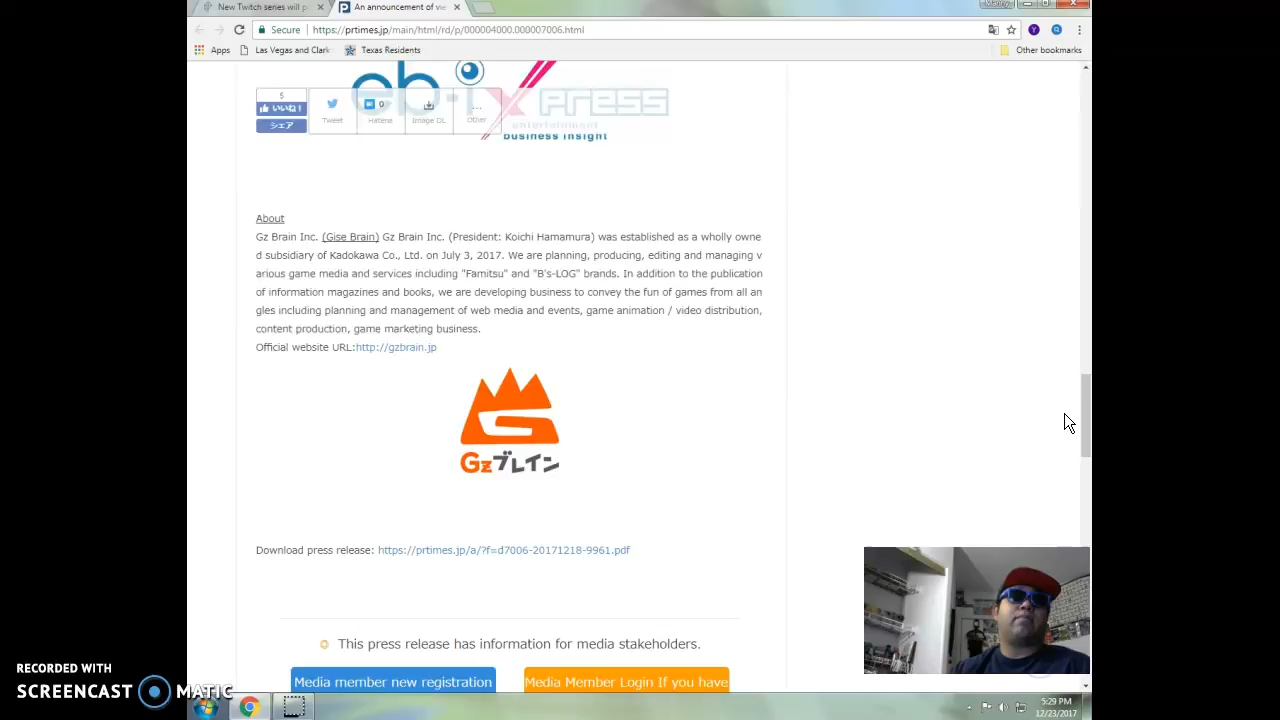 New Twitch series will p
An announcement of vie
Manny
Secure
https://prtimes.jp/main/html/rd/p/000004000.000007006.html
Apps
Las Vegas and Clark
Texas Residents
Other bookmarks
eb-i Xpress
entertainment
business insight
5
いいね!
シェア
Tweet
0
Hatene
Image DL
...
Other
About
Gz Brain Inc. (Gise Brain) Gz Brain Inc. (President: Koichi Hamamura) was established as a wholly owne
d subsidiary of Kadokawa Co., Ltd. on July 3, 2017. We are planning, producing, editing and managing v
arious game media and services including "Famitsu" and "B's-LOG" brands. In addition to the publication
of information magazines and books, we are developing business to convey the fun of games from all an
gles including planning and management of web media and events, game animation / video distribution,
content production, game marketing business.
Official website URL:http://gzbrain.jp
Gzブレイン
Download press release: https://prtimes.jp/a/?f=d7006-20171218-9961.pdf
This press release has information for media stakeholders.
Media member new registration
Media Member Login If you have
RECORDED WITH
SCREENCAST MATIC
5:29 PM
12/23/2017